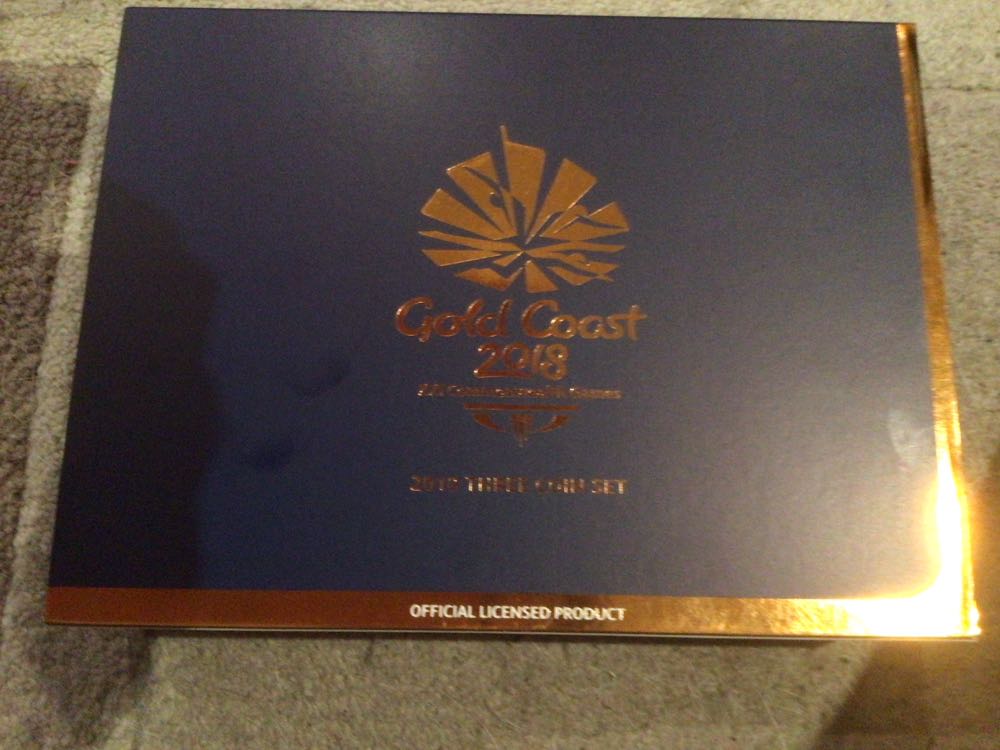 Gold Coast
2018
XXI Commonwealth Games
2018 THREE COIN SET
OFFICIAL LICENSED PRODUCT